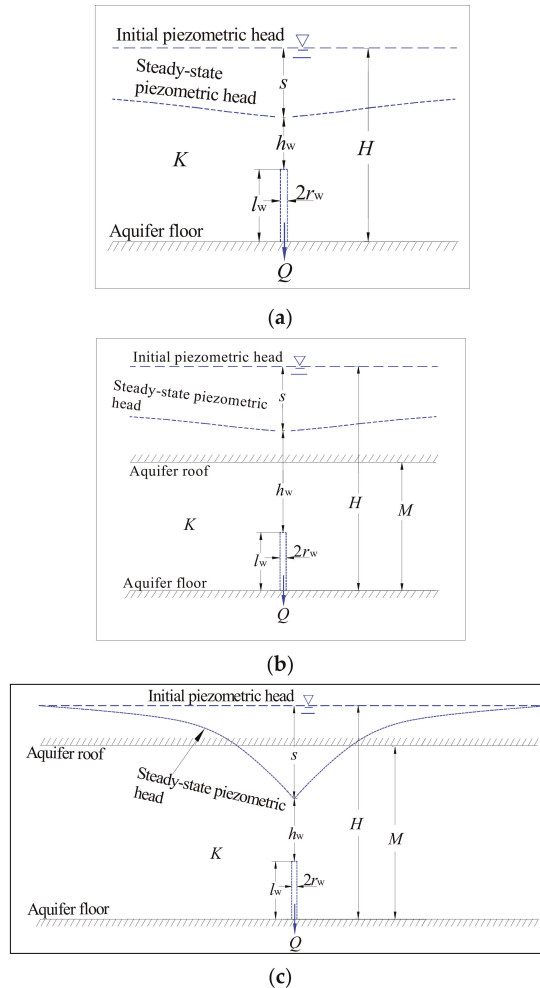 Initial piezometric head
Steady-state
piezometric head
s
hw
H
K
lw
2rw
Aquifer floor
Q
(a)
Initial piezometric head
Steady-state piezometric
head
s
Aquifer roof
hw
H
M
K
lw
2rw
Aquifer floor
Q
(b)
Initial piezometric head
Aquifer roof
s
Steady-state piezometric
head
hw
H
M
K
lw
2rw
Aquifer floor
Q
(c)